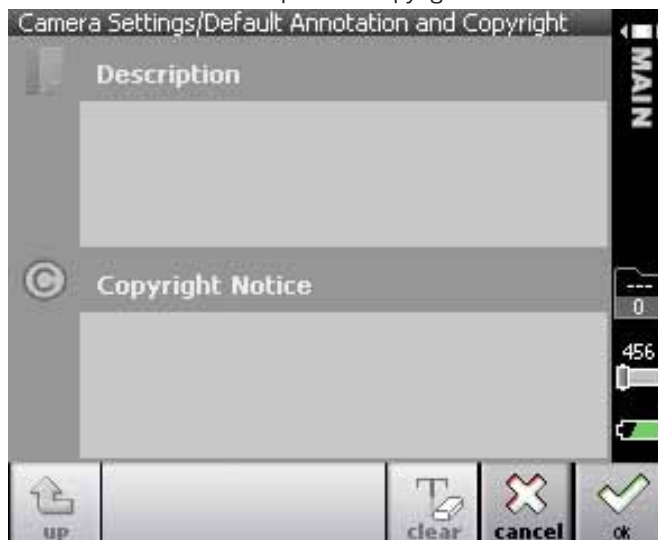 Camera Settings/Default Annotation and Copyright
MAIN
Description
© Copyright Notice
---
0
456
up
T
clear
cancel
ok